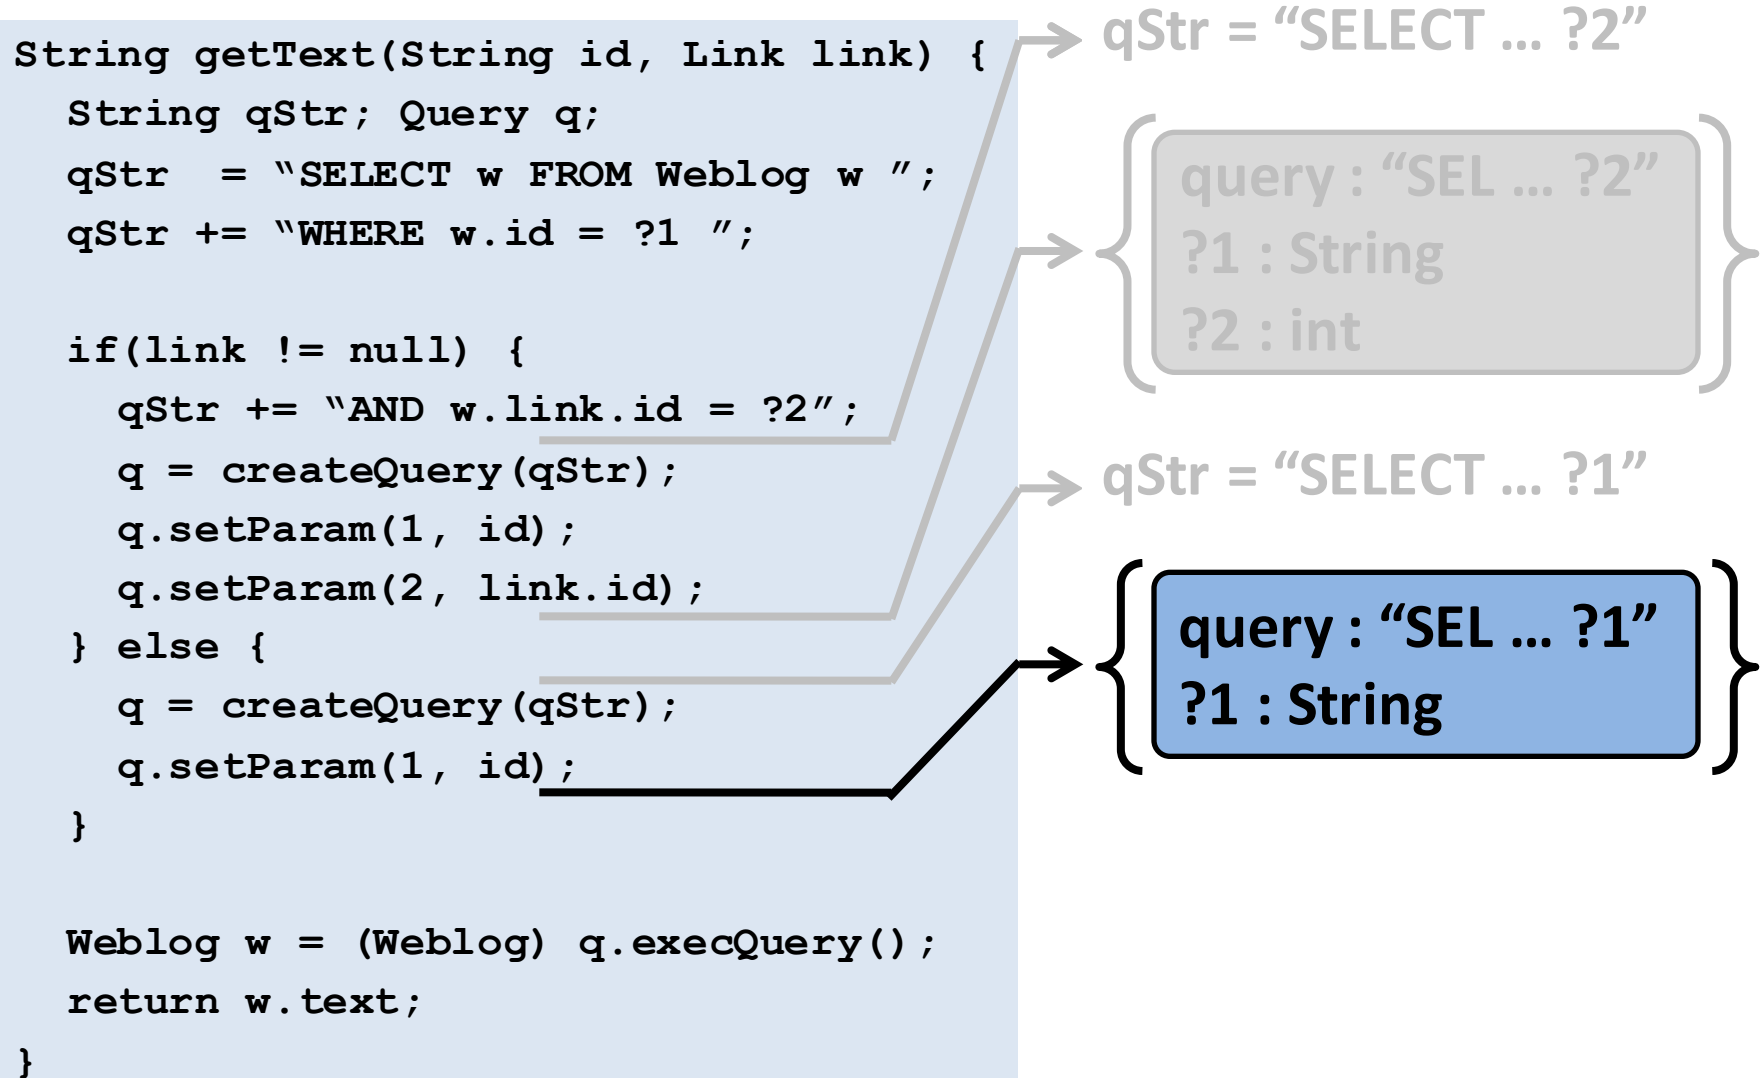 String getText(String id, Link link) {
String qStr; Query q;
qStr = “SELECT w FROM Weblog w ”;
qStr += “WHERE w.id = ?1 ”;
if(link != null) {
qStr += “AND w.link.id = ?2”;
q = createQuery(qStr);
q.setParam(1, id);
q.setParam(2, link.id);
} else {
q = createQuery(qStr);
q.setParam(1, id);
}
Weblog w = (Weblog) q.execQuery();
return w.text;
}
qStr = “SELECT … ?2”
query : “SEL … ?2”
?1 : String
?2 : int
qStr = “SELECT … ?1”
query : “SEL … ?1”
?1 : String